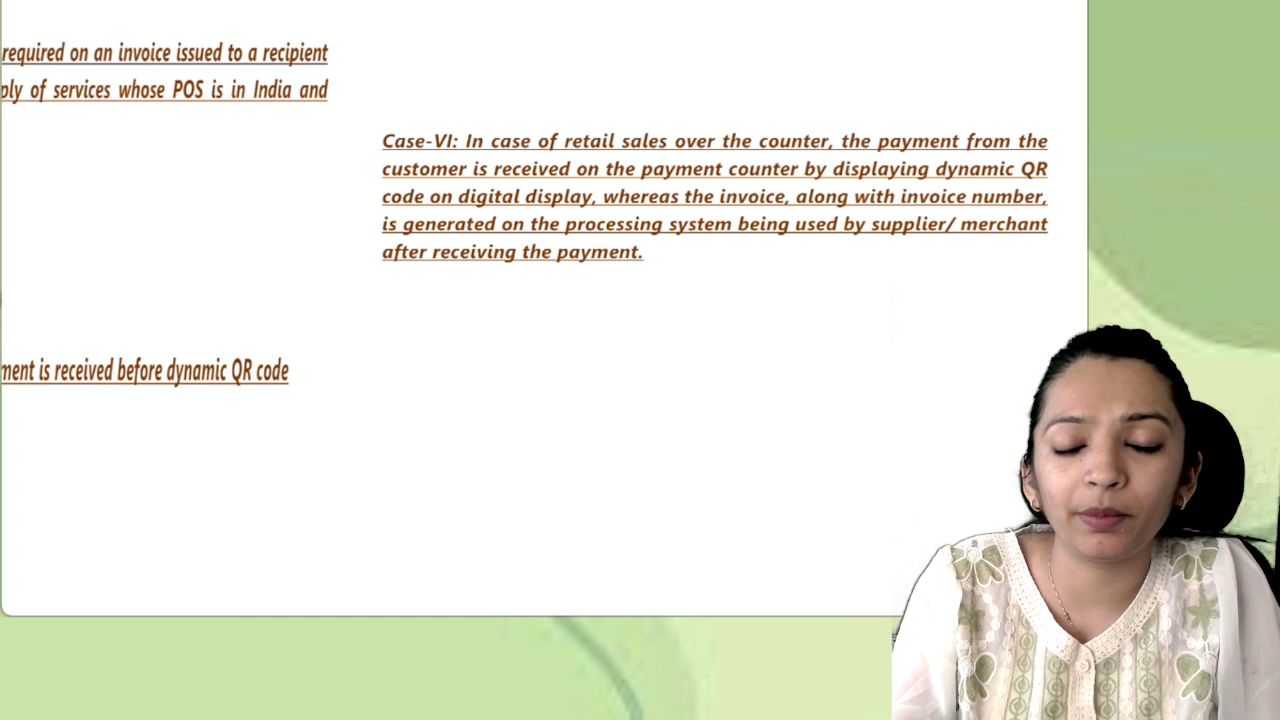 required on an invoice issued to a recipient
of services whose POS is in India and
Case-VI: In case of retail sales over the counter, the payment from the
customer is received on the payment counter by displaying dynamic QR
code on digital display, whereas the invoice, along with invoice number,
is generated on the processing system being used by supplier/ merchant
after receiving the payment.
is received before dynamic QR code